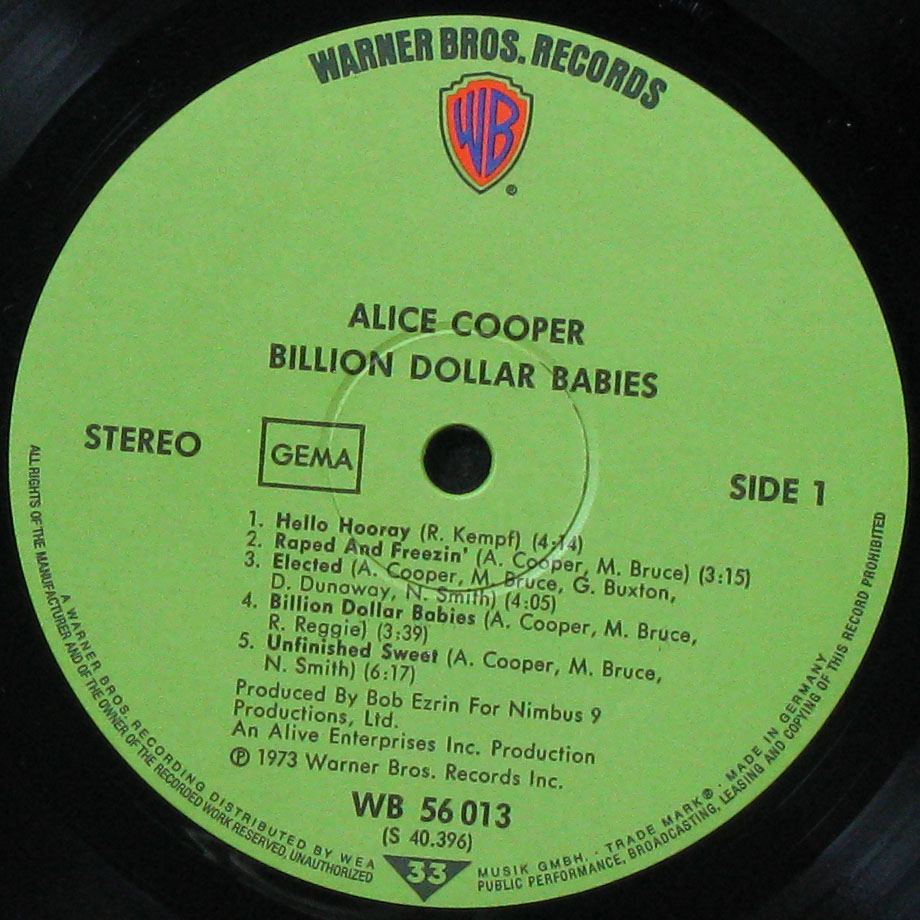 WARNER BROS. RECORDS
WB
®
ALICE COOPER
BILLION DOLLAR BABIES
STEREO
GEMA
SIDE 1
1. Hello Hooray (R. Kempf) (4:14)
2. Raped And Freezin' (A. Cooper, M. Bruce) (3:15)
3. Elected (A. Cooper, M. Bruce, G. Buxton,
D. Dunaway, N. Smith) (4:05)
4. Billion Dollar Babies (A. Cooper, M. Bruce,
R. Reggie) (3:39)
5. Unfinished Sweet (A. Cooper, M. Bruce,
N. Smith) (6:17)
Produced By Bob Ezrin For Nimbus 9
Productions, Ltd.
An Alive Enterprises Inc. Production
℗ 1973 Warner Bros. Records Inc.
WB 56 013
(S 40.396)
33
A WARNER BROS. RECORDING DISTRIBUTED BY WEA MUSIK GMBH. . TRADE MARK® . MADE IN GERMANY
ALL RIGHTS OF THE MANUFACTURER AND OF THE OWNER OF THE RECORDED WORK RESERVED, UNAUTHORIZED PUBLIC PERFORMANCE, BROADCASTING, LEASING AND COPYING OF THIS RECORD PROHIBITED